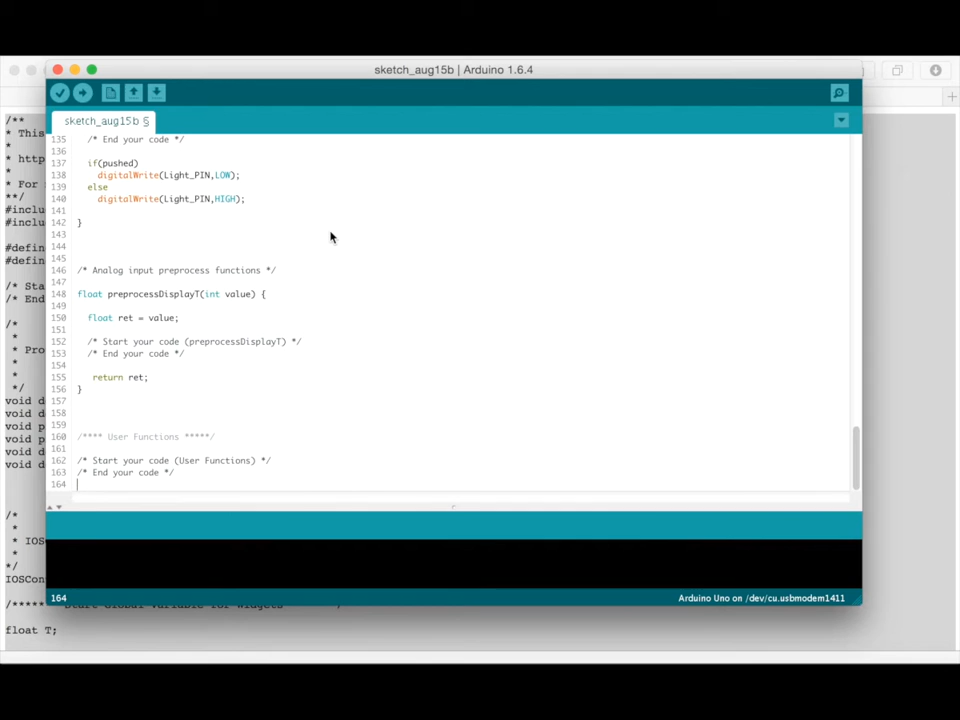 sketch_aug15b | Arduino 1.6.4
sketch_aug15b §
135 /* End your code */
136
137 if(pushed)
138 digitalWrite(Light_PIN,LOW);
139 else
140 digitalWrite(Light_PIN,HIGH);
141
142 }
143
144
145
146 /* Analog input preprocess functions */
147
148 float preprocessDisplayT(int value) {
149
150 float ret = value;
151
152 /* Start your code (preprocessDisplayT) */
153 /* End your code */
154
155 return ret;
156 }
157
158
159
160 /**** User Functions *****/
161
162 /* Start your code (User Functions) */
163 /* End your code */
164
164
Arduino Uno on /dev/cu.usbmodem1411
/**
* This
*
* http
*
* For
**/
#inclu
#inclu
#defin
#defin
/* Sta
/* End
/*
*
* Pro
*
*
*/
void d
void d
void p
void p
void d
void d
/*
*
* IOS
*
*/
IOSCon
float T;